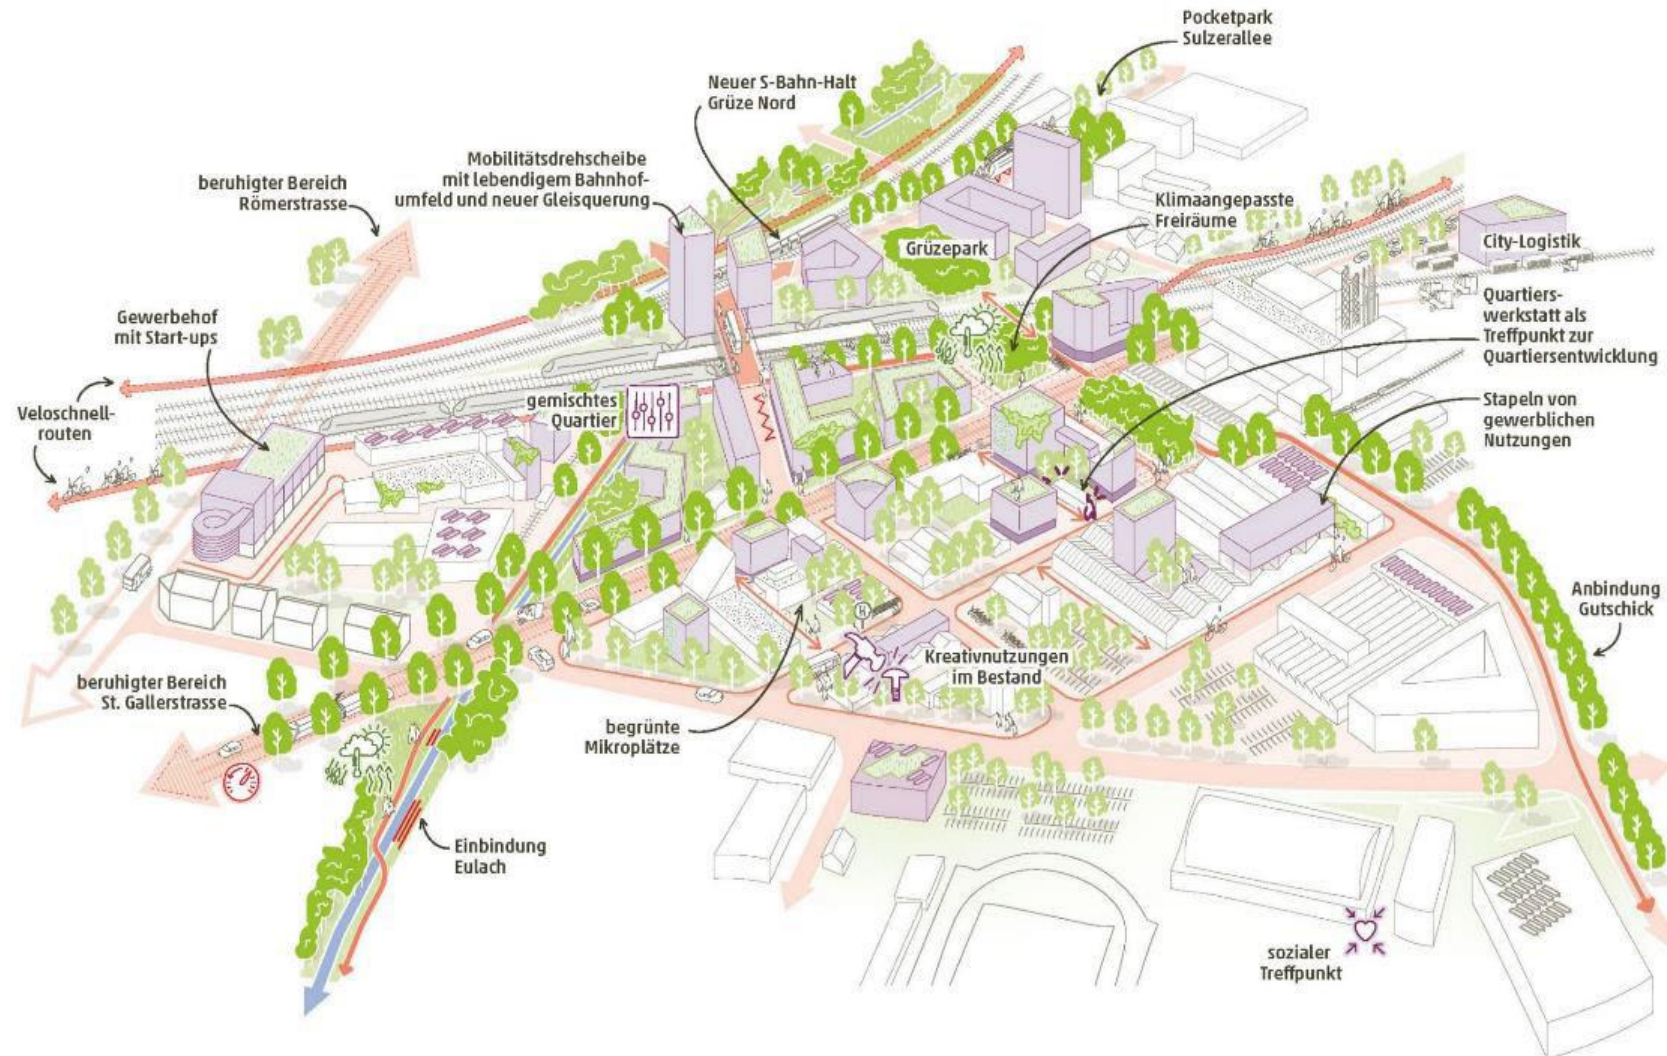 Pocketpark
Sulzerallee
Neuer S-Bahn-Halt
Grüze Nord
Mobilitätsdrehscheibe
mit lebendigem Bahnhof-
umfeld und neuer Gleisquerung
beruhigter Bereich
Römerstrasse
Klimaangepasste
Freiräume
Grüzepark
City-Logistik
Quartiers-
werkstatt als
Treffpunkt zur
Quartiersentwicklung
Gewerbehof
mit Start-ups
gemischtes
Quartier
Veloschnell-
routen
Stapeln von
gewerblichen
Nutzungen
Anbindung
Gutschick
H
Kreativnutzungen
im Bestand
beruhigter Bereich
St. Gallerstrasse
begrünte
Mikroplätze
Einbindung
Eulach
sozialer
Treffpunkt